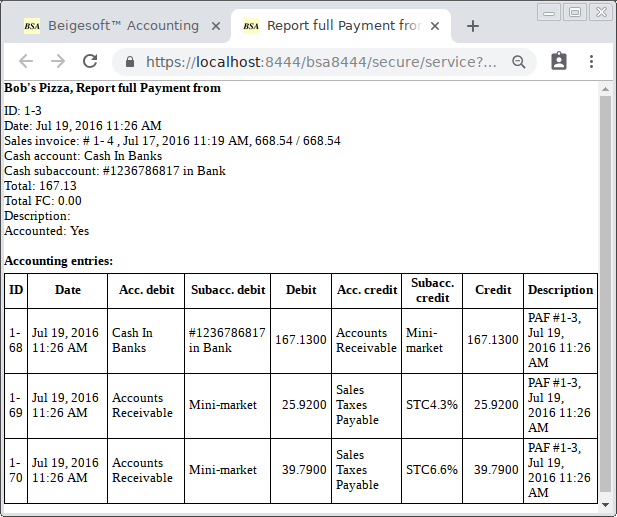 BSA Beigesoft™ Accounting
BSA Report full Payment from
https://localhost:8444/bsa8444/secure/service?...
Bob's Pizza, Report full Payment from
ID: 1-3
Date: Jul 19, 2016 11:26 AM
Sales invoice: # 1- 4 , Jul 17, 2016 11:19 AM, 668.54 / 668.54
Cash account: Cash In Banks
Cash subaccount: #1236786817 in Bank
Total: 167.13
Total FC: 0.00
Description:
Accounted: Yes
Accounting entries:
ID Date Acc. debit Subacc. debit Debit Acc. credit Subacc. credit Credit Description
1-68 Jul 19, 2016 11:26 AM Cash In Banks #1236786817 in Bank 167.1300 Accounts Receivable Mini-market 167.1300 PAF #1-3, Jul 19, 2016 11:26 AM
1-69 Jul 19, 2016 11:26 AM Accounts Receivable Mini-market 25.9200 Sales Taxes Payable STC4.3% 25.9200 PAF #1-3, Jul 19, 2016 11:26 AM
1-70 Jul 19, 2016 11:26 AM Accounts Receivable Mini-market 39.7900 Sales Taxes Payable STC6.6% 39.7900 PAF #1-3, Jul 19, 2016 11:26 AM